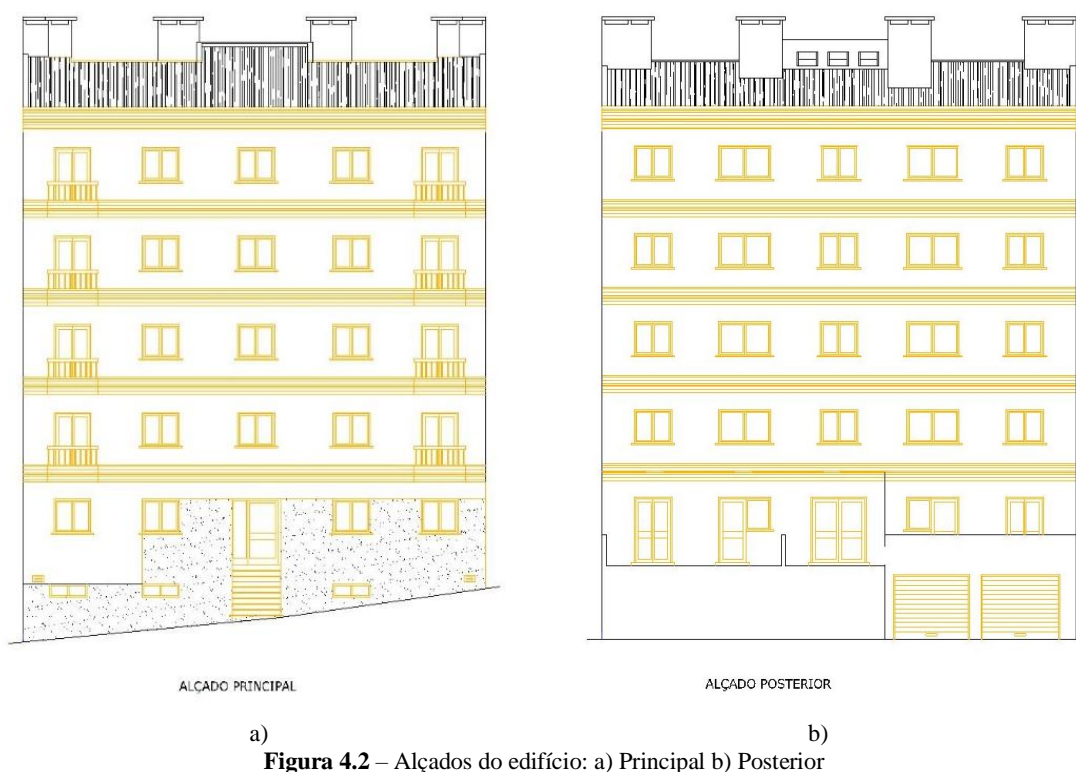 ALÇADO PRINCIPAL
ALÇADO POSTERIOR
a)
b)
Figura 4.2 – Alçados do edifício: a) Principal b) Posterior